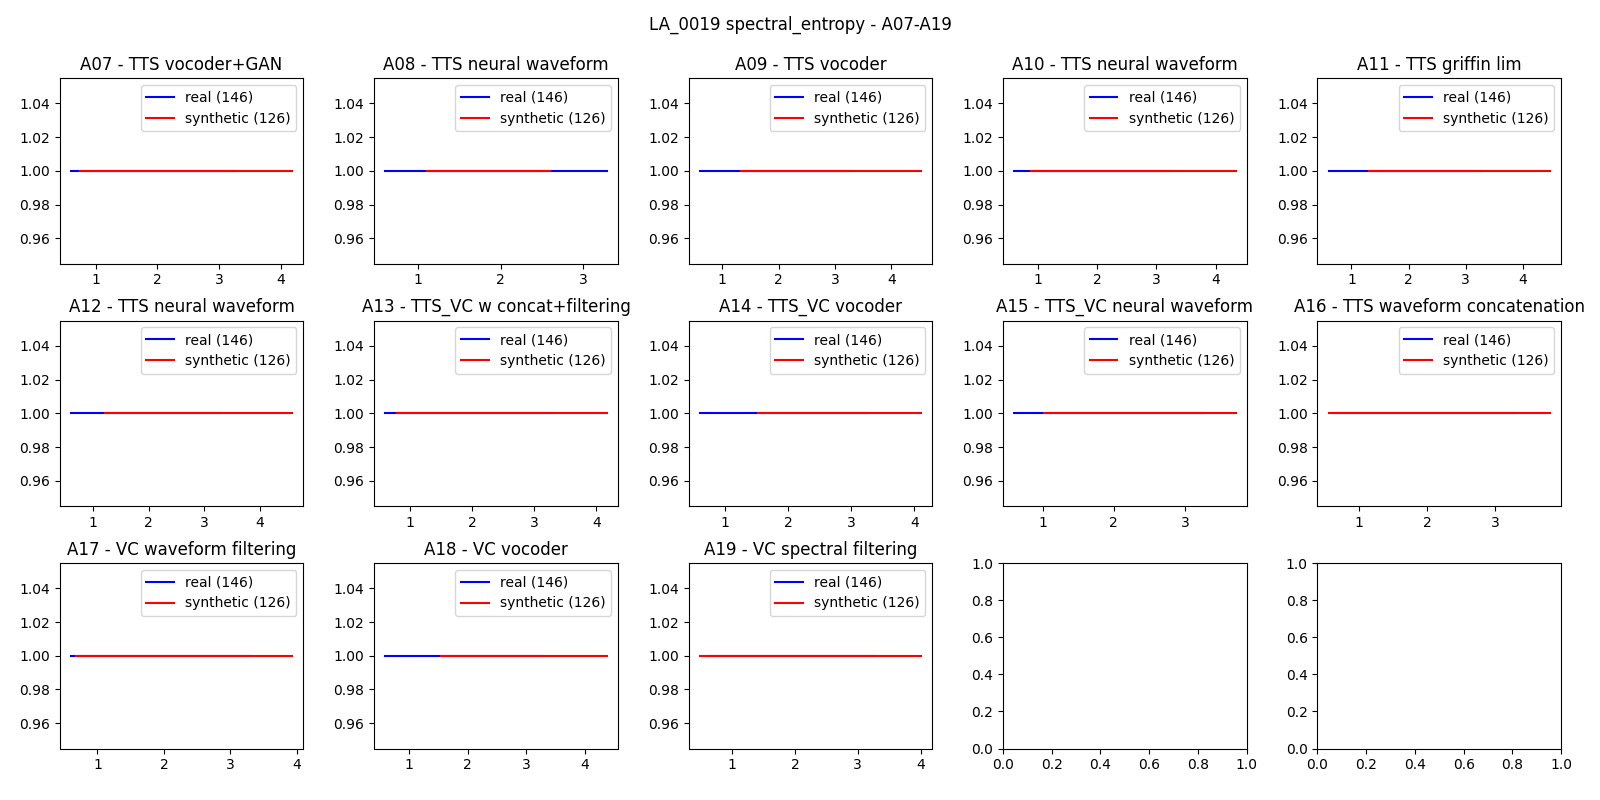 LA_0019 spectral_entropy - A07-A19
A07 - TTS vocoder+GAN
1.04
1.02
1.00
0.98
0.96
real (146)
synthetic (126)
1 2 3 4
A08 - TTS neural waveform
1.04
1.02
1.00
0.98
0.96
real (146)
synthetic (126)
1 2 3
A09 - TTS vocoder
1.04
1.02
1.00
0.98
0.96
real (146)
synthetic (126)
1 2 3 4
A10 - TTS neural waveform
1.04
1.02
1.00
0.98
0.96
real (146)
synthetic (126)
1 2 3 4
A11 - TTS griffin lim
1.04
1.02
1.00
0.98
0.96
real (146)
synthetic (126)
1 2 3 4
A12 - TTS neural waveform
1.04
1.02
1.00
0.98
0.96
real (146)
synthetic (126)
1 2 3 4
A13 - TTS_VC w concat+filtering
1.04
1.02
1.00
0.98
0.96
real (146)
synthetic (126)
1 2 3 4
A14 - TTS_VC vocoder
1.04
1.02
1.00
0.98
0.96
real (146)
synthetic (126)
1 2 3 4
A15 - TTS_VC neural waveform
1.04
1.02
1.00
0.98
0.96
real (146)
synthetic (126)
1 2 3
A16 - TTS waveform concatenation
1.04
1.02
1.00
0.98
0.96
real (146)
synthetic (126)
1 2 3
A17 - VC waveform filtering
1.04
1.02
1.00
0.98
0.96
real (146)
synthetic (126)
1 2 3 4
A18 - VC vocoder
1.04
1.02
1.00
0.98
0.96
real (146)
synthetic (126)
1 2 3 4
A19 - VC spectral filtering
1.04
1.02
1.00
0.98
0.96
real (146)
synthetic (126)
1 2 3 4
1.0
0.8
0.6
0.4
0.2
0.0
0.0 0.2 0.4 0.6 0.8 1.0
1.0
0.8
0.6
0.4
0.2
0.0
0.0 0.2 0.4 0.6 0.8 1.0